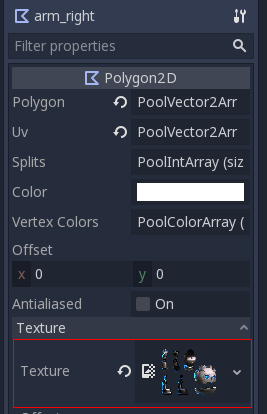 arm_right
Filter properties
Polygon2D
Polygon PoolVector2Arr
Uv PoolVector2Arr
Splits PoolIntArray (siz
Color
Vertex Colors PoolColorArray (
Offset
x 0 y 0
Antialiased On
Texture
Texture
Offset